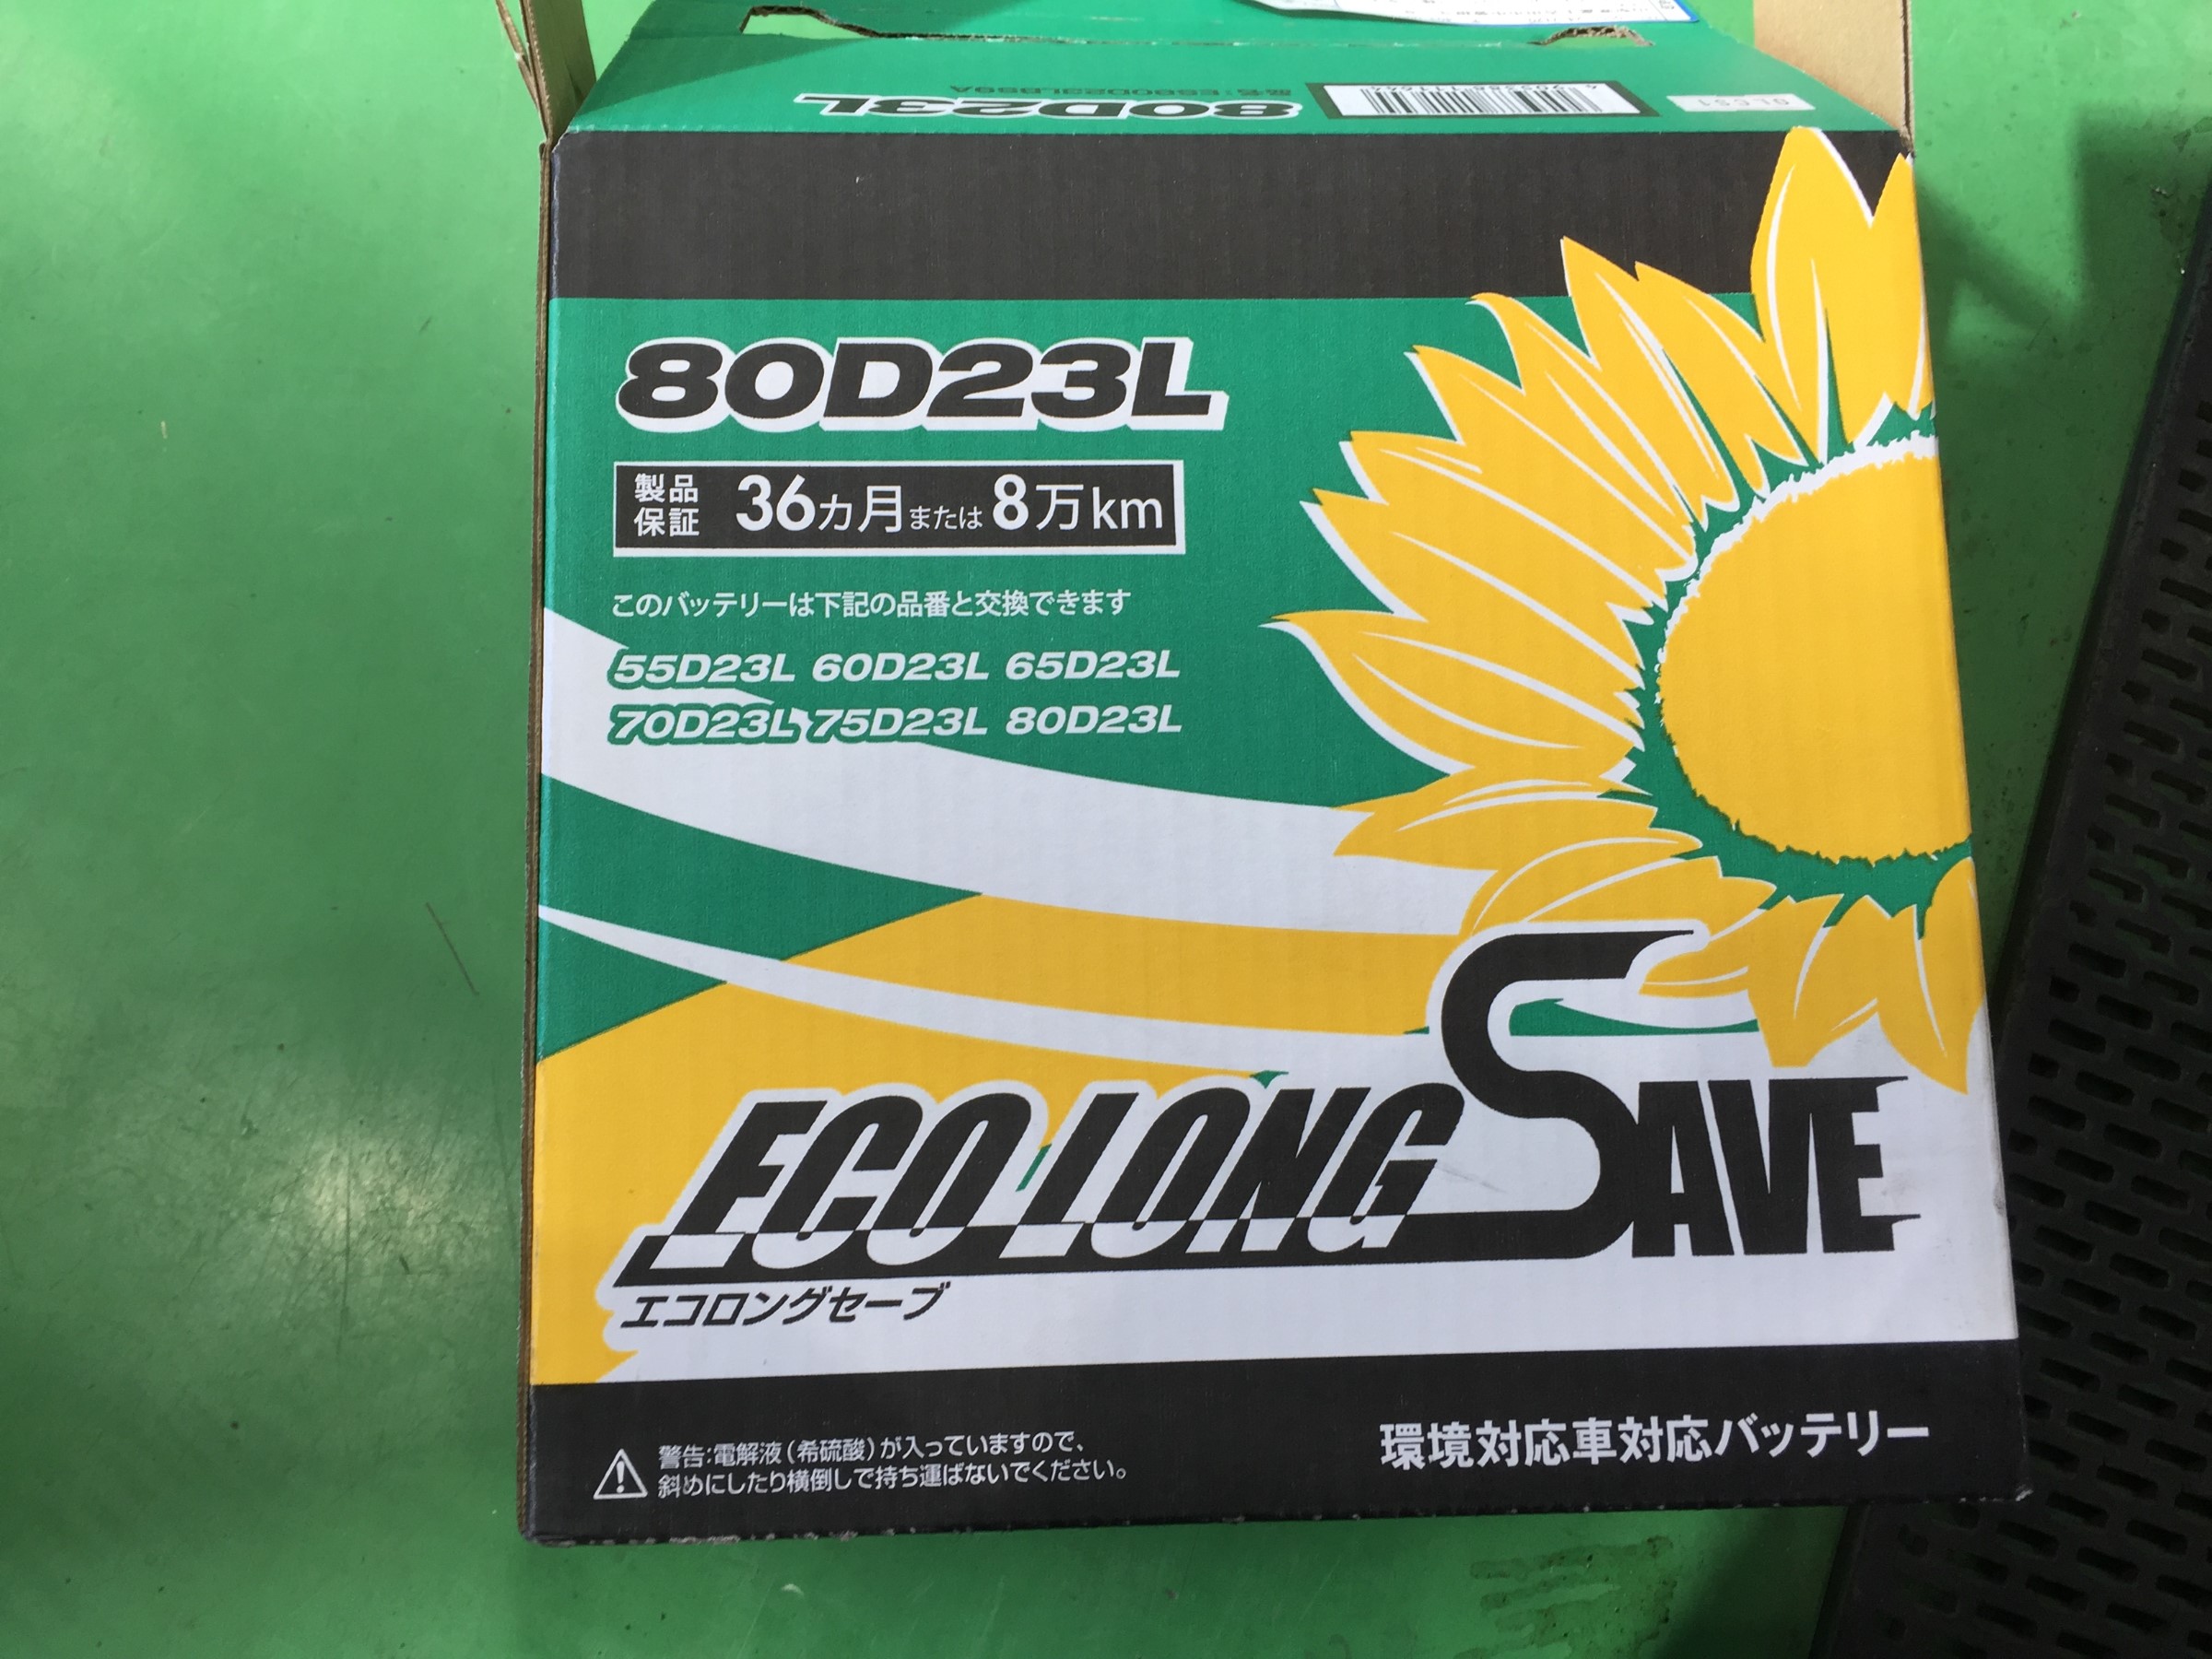 80D23L
80D23L
製品保証 36カ月または8万km
このバッテリーは下記の品番と交換できます
55D23L 60D23L 65D23L
70D23L 75D23L 80D23L
ECO LONG SAVE
エコロングセーブ
警告:電解液(希硫酸)が入っていますので、
斜めにしたり横倒しで持ち運ばないでください。
環境対応車対応バッテリー